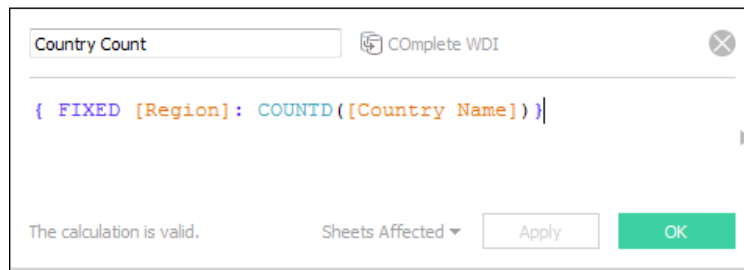 Country Count COmplete WDI
{ FIXED [Region]: COUNTD([Country Name])}
The calculation is valid. Sheets Affected Apply OK